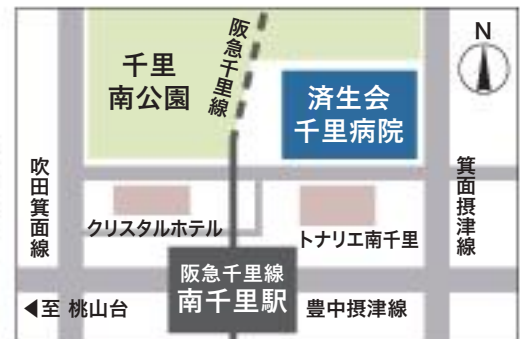 N
千里
南公園
阪急千里線
済生会
千里病院
吹田箕面線
箕面摂津線
クリスタルホテル
トナリエ南千里
阪急千里線
南千里駅
◀至 桃山台
豊中摂津線